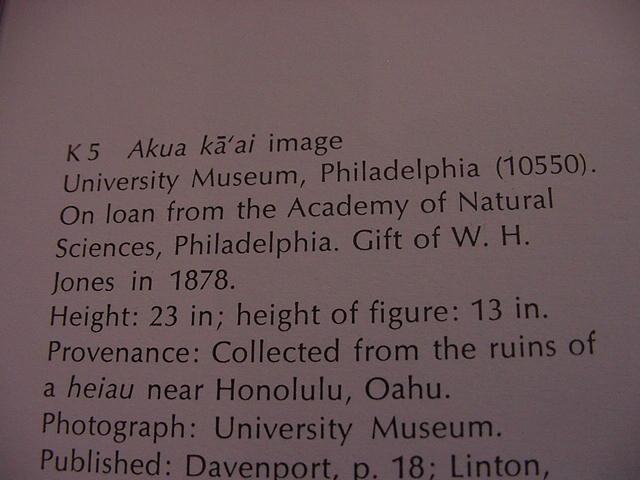 K 5 Akua kā'ai image
University Museum, Philadelphia (10550).
On loan from the Academy of Natural
Sciences, Philadelphia. Gift of W. H.
Jones in 1878.
Height: 23 in; height of figure: 13 in.
Provenance: Collected from the ruins of
a heiau near Honolulu, Oahu.
Photograph: University Museum.
Published: Davenport, p. 18; Linton,